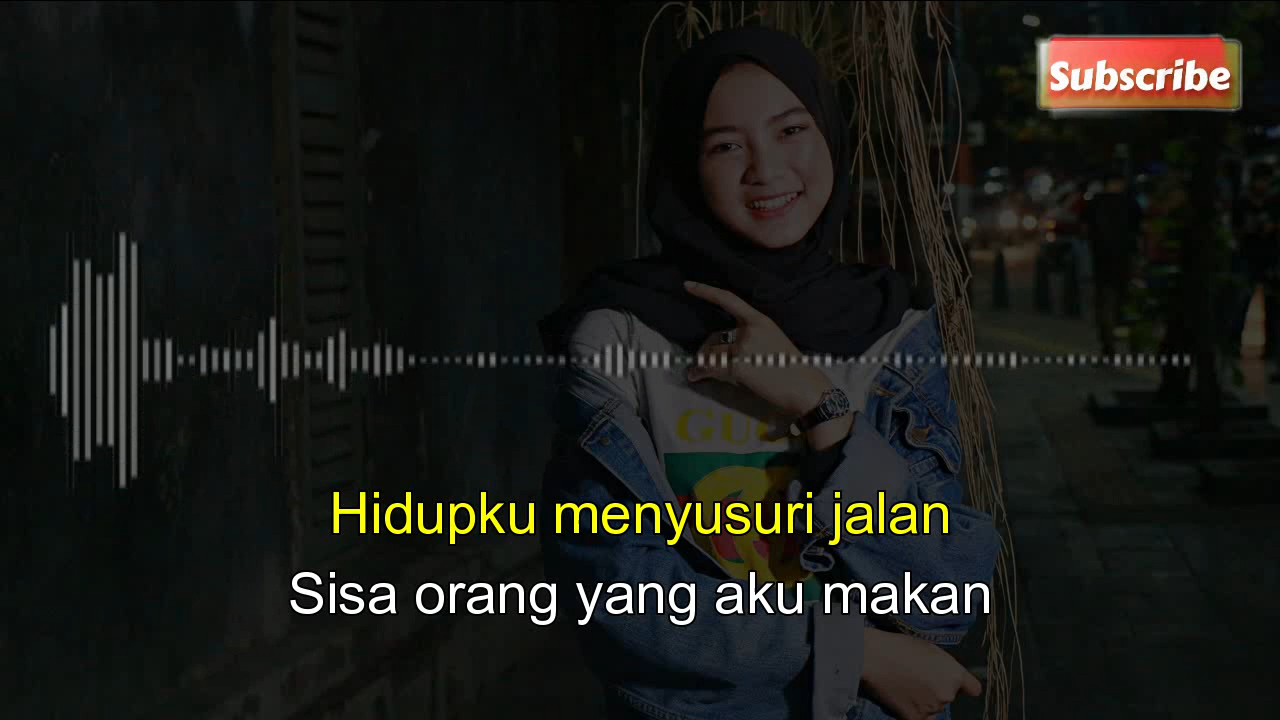 Subscribe
Hidupku menyusuri jalan
Sisa orang yang aku makan